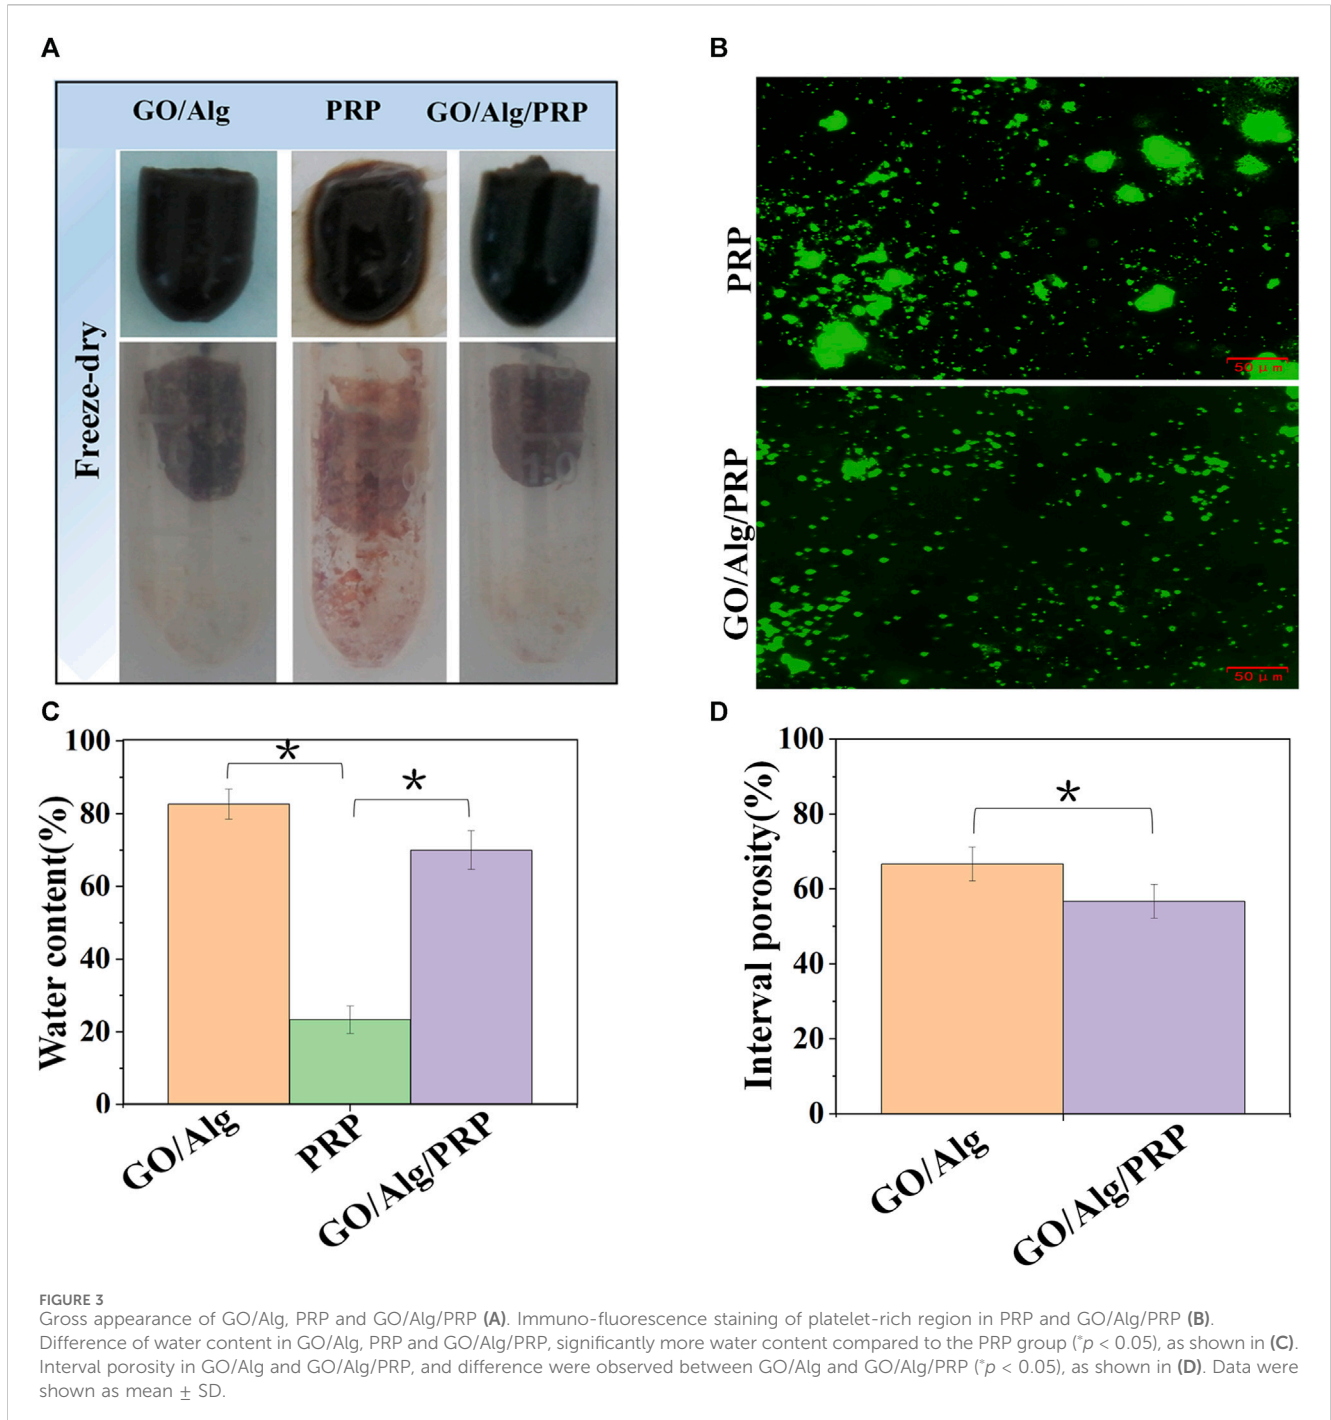 A
GO/Alg PRP GO/Alg/PRP
Freeze-dry
10
B
PRP
50 µm
GO/Alg/PRP
50 µm
C
100
80
60
40
20
0
Water content(%)
*
*
GO/Alg
PRP
GO/Alg/PRP
D
100
80
60
40
20
0
Interval porosity(%)
*
GO/Alg
GO/Alg/PRP
FIGURE 3
Gross appearance of GO/Alg, PRP and GO/Alg/PRP (A). Immuno-fluorescence staining of platelet-rich region in PRP and GO/Alg/PRP (B).
Difference of water content in GO/Alg, PRP and GO/Alg/PRP, significantly more water content compared to the PRP group (*p < 0.05), as shown in (C).
Interval porosity in GO/Alg and GO/Alg/PRP, and difference were observed between GO/Alg and GO/Alg/PRP (*p < 0.05), as shown in (D). Data were
shown as mean ± SD.